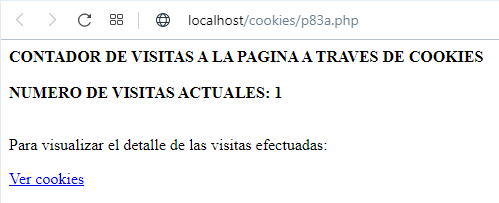 localhost/cookies/p83a.php
CONTADOR DE VISITAS A LA PAGINA A TRAVES DE COOKIES
NUMERO DE VISITAS ACTUALES: 1
Para visualizar el detalle de las visitas efectuadas:
Ver cookies